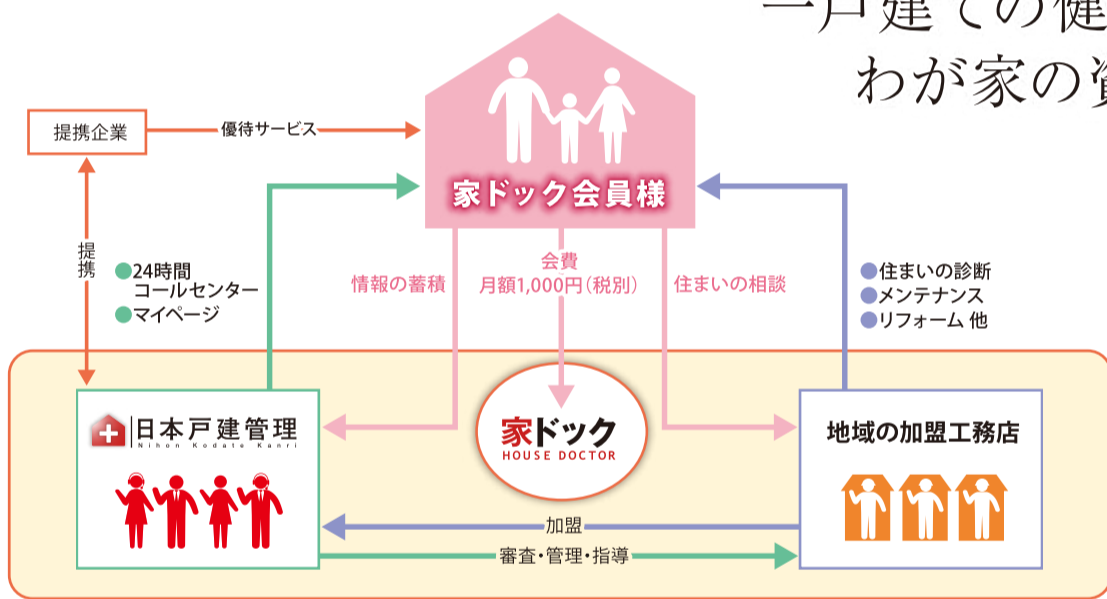 一戸建ての健
わが家の資
提携企業
優待サービス
家ドック会員様
提携
●24時間
コールセンター
●マイページ
情報の蓄積
会費
月額1,000円(税別)
住まいの相談
●住まいの診断
●メンテナンス
●リフォーム 他
日本戸建管理
Nihon Kodate Kanri
家ドック
HOUSE DOCTOR
地域の加盟工務店
加盟
審査・管理・指導